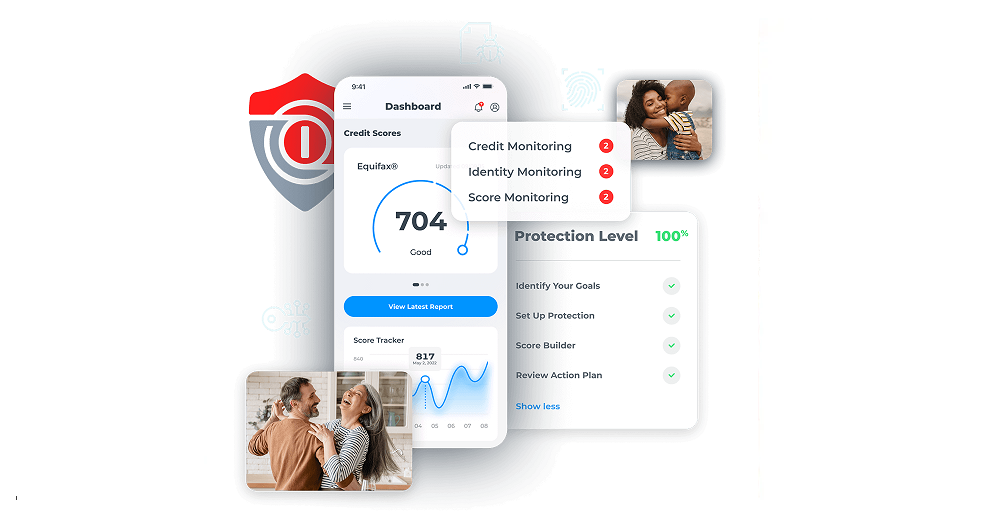 9:41
Dashboard
Credit Scores
Equifax®
704
Good
View Latest Report
Score Tracker
840
817
May 2, 2022
04 05 06 07 08
Credit Monitoring 2
Identity Monitoring 2
Score Monitoring 2
Protection Level 100%
Identify Your Goals
Set Up Protection
Score Builder
Review Action Plan
Show less